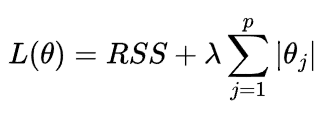 L(θ) = RSS + λ ∑_{j=1}^{p} |θ_j|